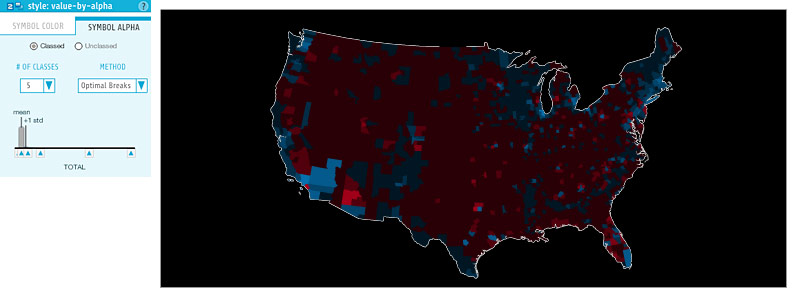 2 style: value-by-alpha ?
SYMBOL COLOR SYMBOL ALPHA
Classed Unclassed
# OF CLASSES METHOD
5 Optimal Breaks
mean
+1 std
TOTAL